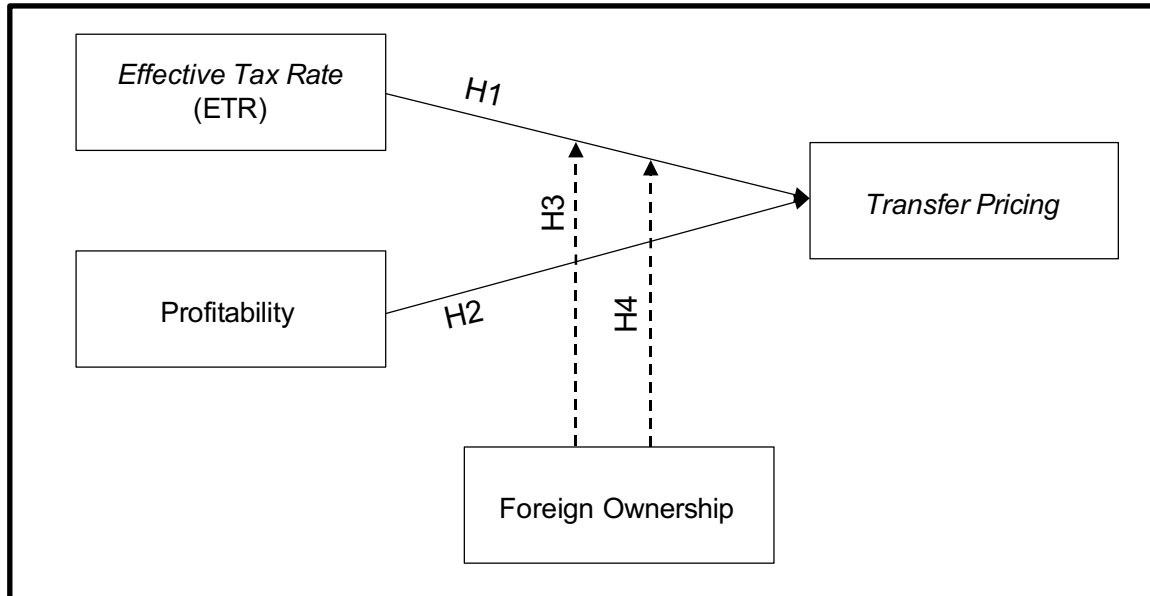 Effective Tax Rate
(ETR)
H1
Transfer Pricing
H3
Profitability
H2
H4
Foreign Ownership